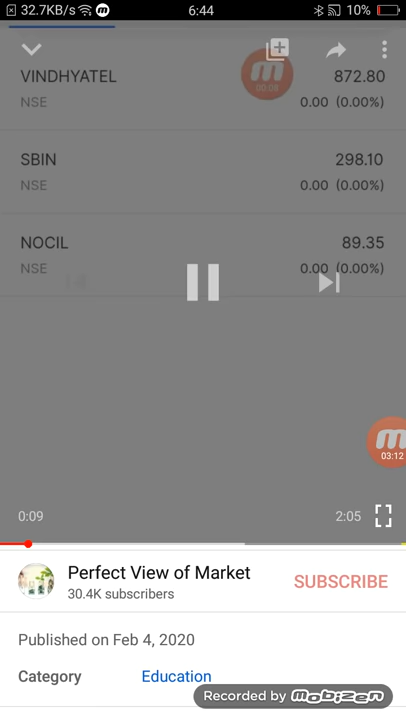 32.7KB/s 6:44 10%
VINDHYATEL 872.80
NSE 0.00 (0.00%)
00:08
SBIN 298.10
NSE 0.00 (0.00%)
NOCIL 89.35
NSE 0.00 (0.00%)
03:12
0:09 2:05
Perfect View of Market
30.4K subscribers
SUBSCRIBE
Published on Feb 4, 2020
Category Education
Recorded by mobizen